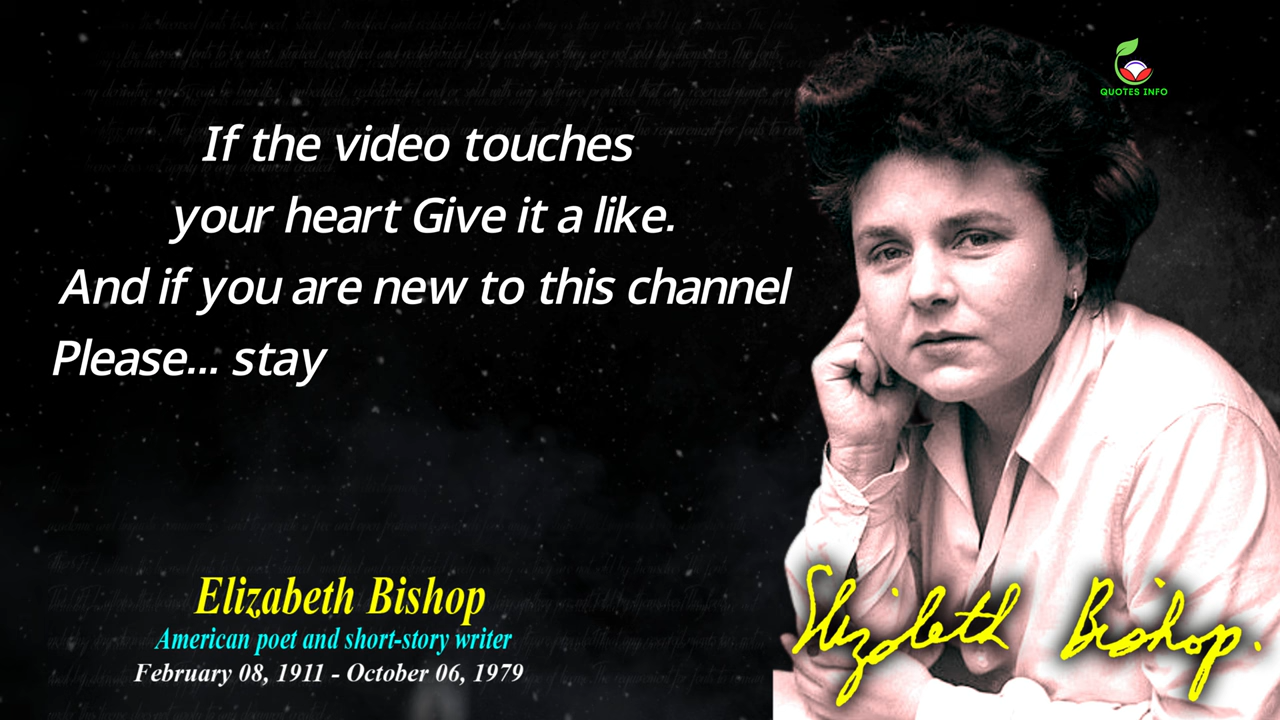 QUOTES INFO
If the video touches
your heart Give it a like.
And if you are new to this channel
Please... stay
Elizabeth Bishop
American poet and short-story writer
February 08, 1911 - October 06, 1979
Elizabeth Bishop.